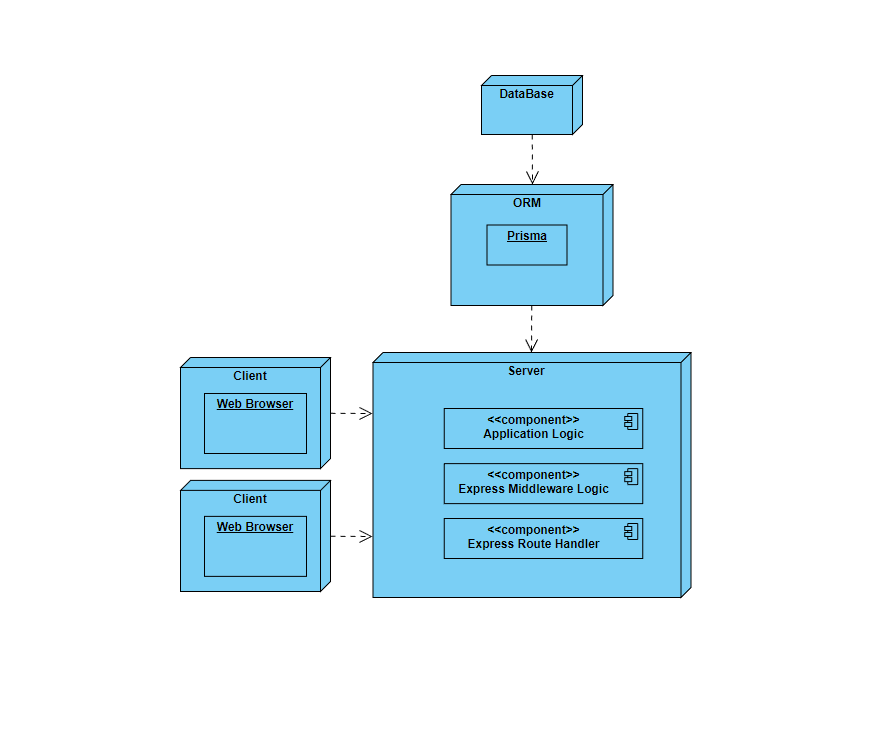 DataBase
ORM
Prisma
Client
Web Browser
Client
Web Browser
Server
<<component>>
Application Logic
<<component>>
Express Middleware Logic
<<component>>
Express Route Handler